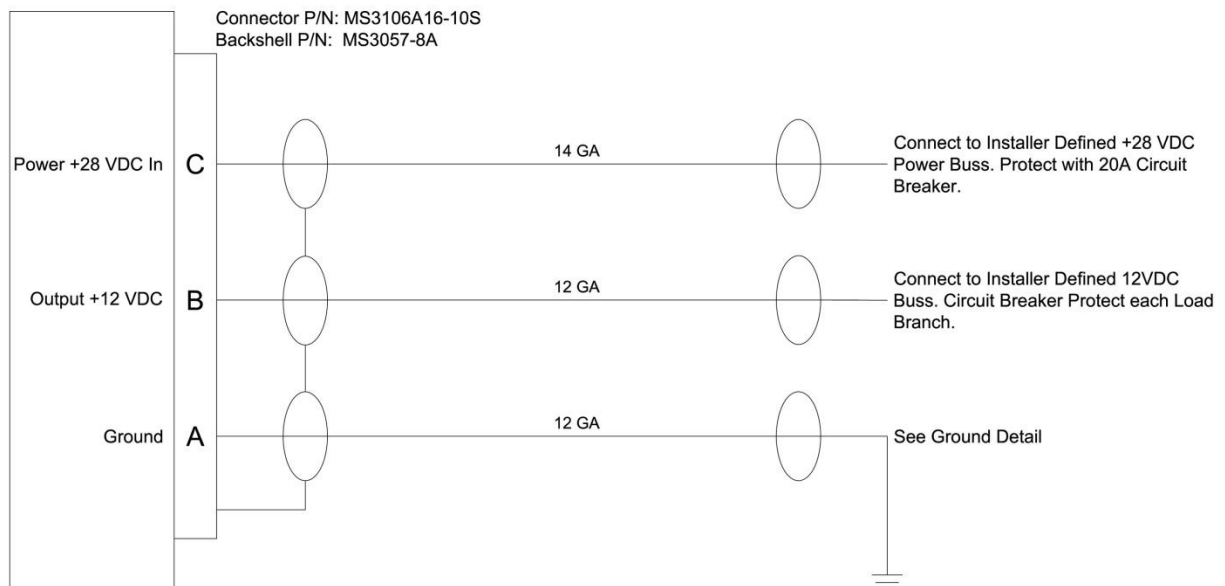 Connector P/N: MS3106A16-10S
Backshell P/N: MS3057-8A
Power +28 VDC In
C
14 GA
Connect to Installer Defined +28 VDC
Power Buss. Protect with 20A Circuit
Breaker.
Output +12 VDC
B
12 GA
Connect to Installer Defined 12VDC
Buss. Circuit Breaker Protect each Load
Branch.
Ground
A
12 GA
See Ground Detail